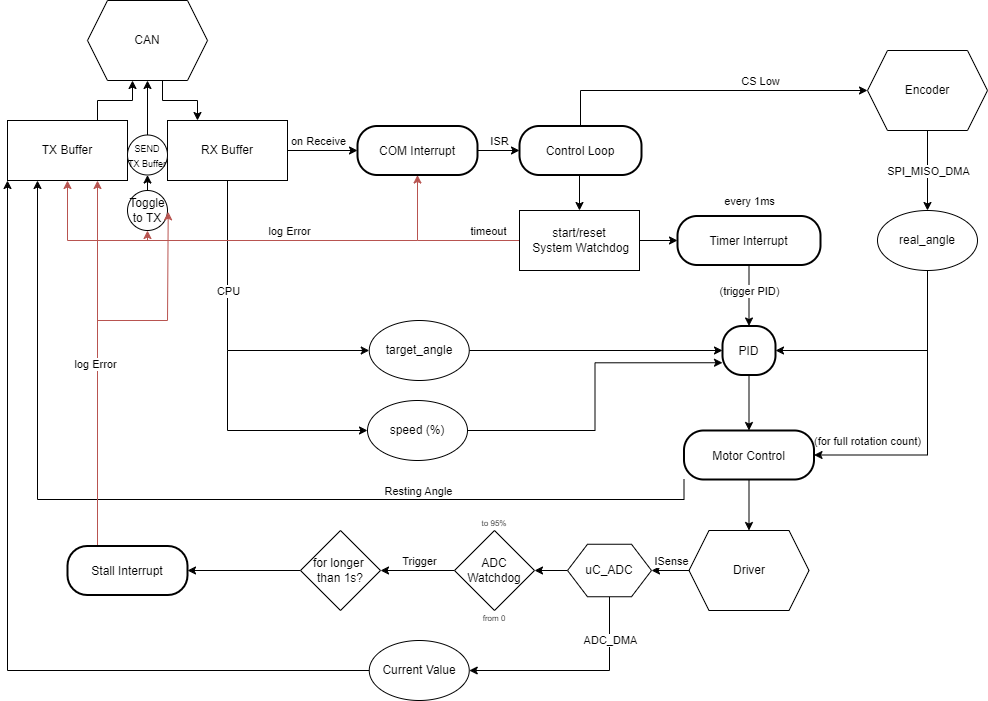 CAN
CS Low
Encoder
TX Buffer
SEND
TX Buffer
RX Buffer
on Receive
COM Interrupt
ISR
Control Loop
SPI_MISO_DMA
Toggle
to TX
log Error
timeout
start/reset
System Watchdog
every 1ms
Timer Interrupt
real_angle
CPU
(trigger PID)
target_angle
PID
log Error
speed (%)
(for full rotation count)
Motor Control
Resting Angle
to 95%
Stall Interrupt
for longer
than 1s?
Trigger
ADC
Watchdog
uC_ADC
ISense
Driver
from 0
ADC_DMA
Current Value